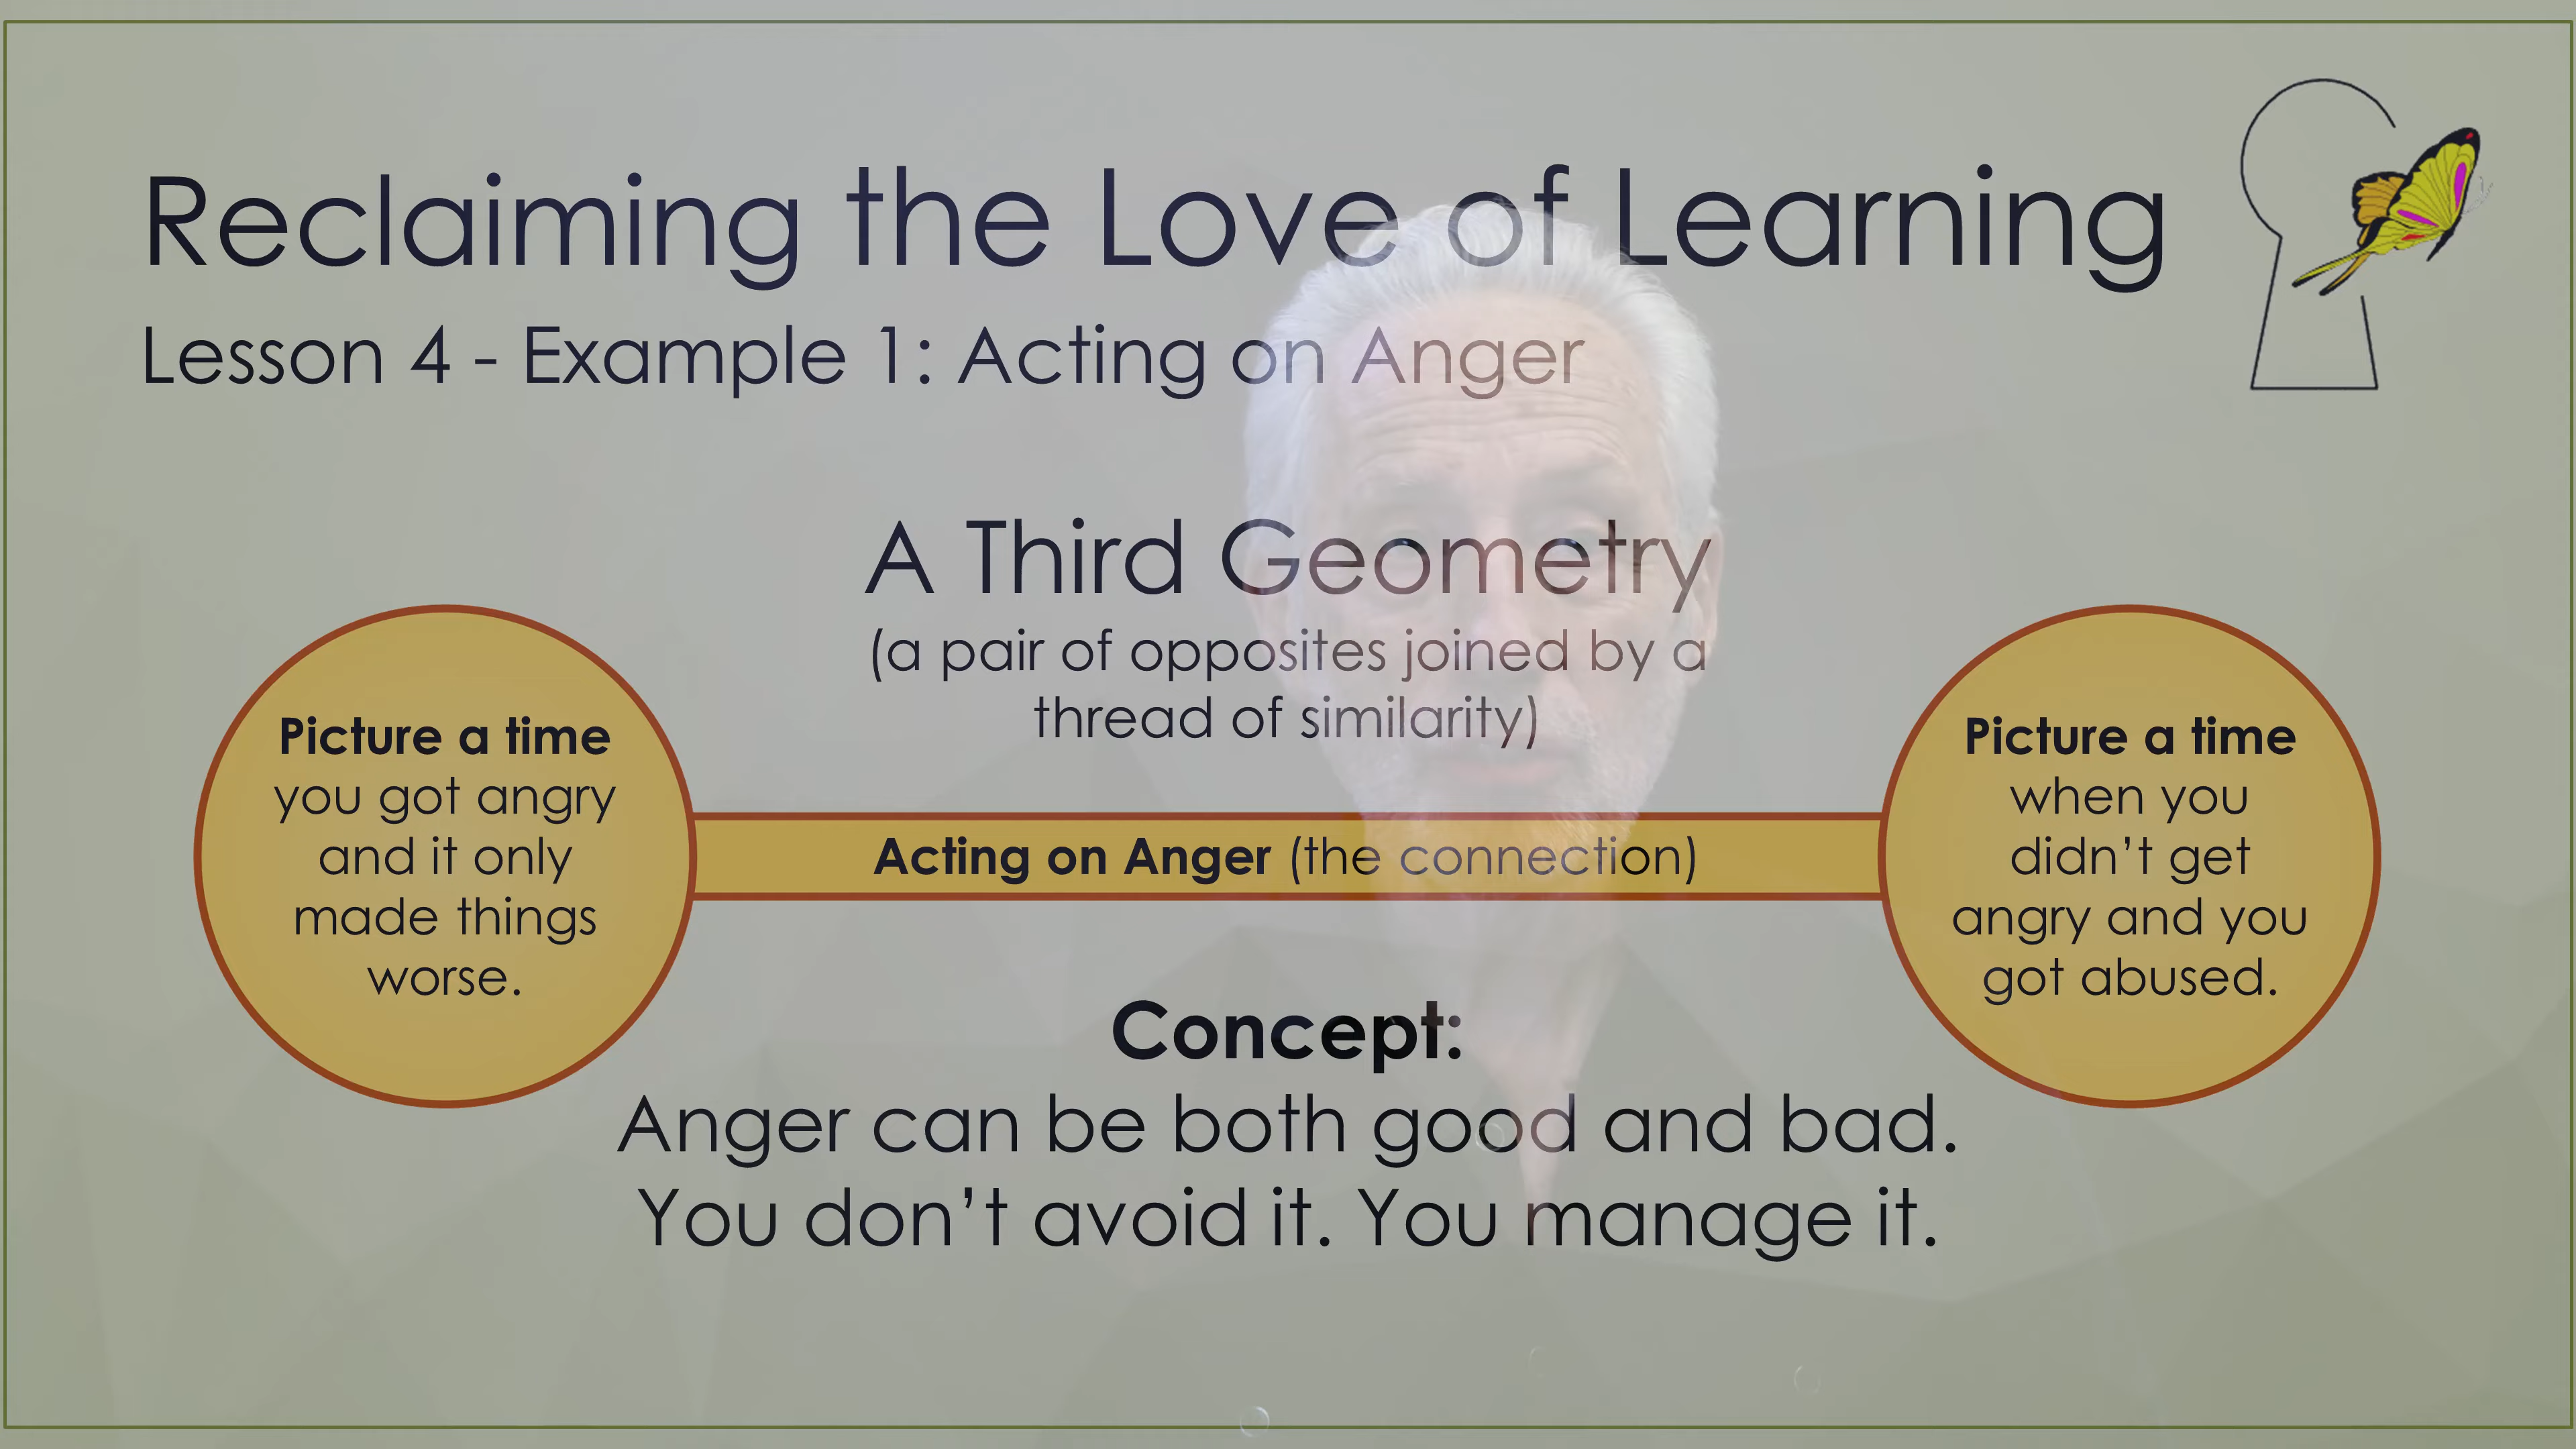 Reclaiming the Love of Learning
Lesson 4 - Example 1: Acting on Anger
A Third Geometry
(a pair of opposites joined by a
thread of similarity)
Picture a time
you got angry
and it only
made things
worse.
Acting on Anger (the connection)
Picture a time
when you
didn’t get
angry and you
got abused.
Concept:
Anger can be both good and bad.
You don’t avoid it. You manage it.